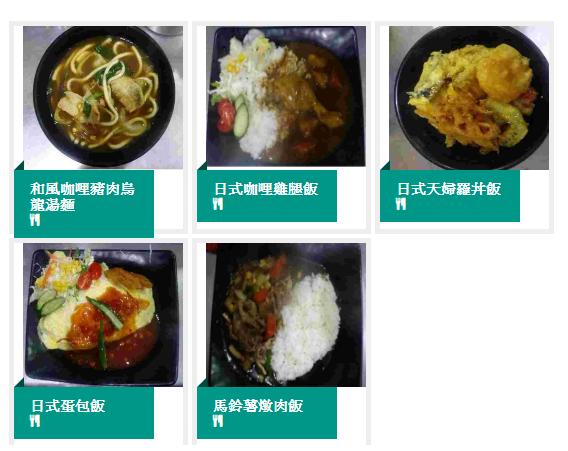 和風咖哩豬肉烏
龍湯麵
日式咖哩雞腿飯
日式天婦羅丼飯
日式蛋包飯
馬鈴薯燉肉飯